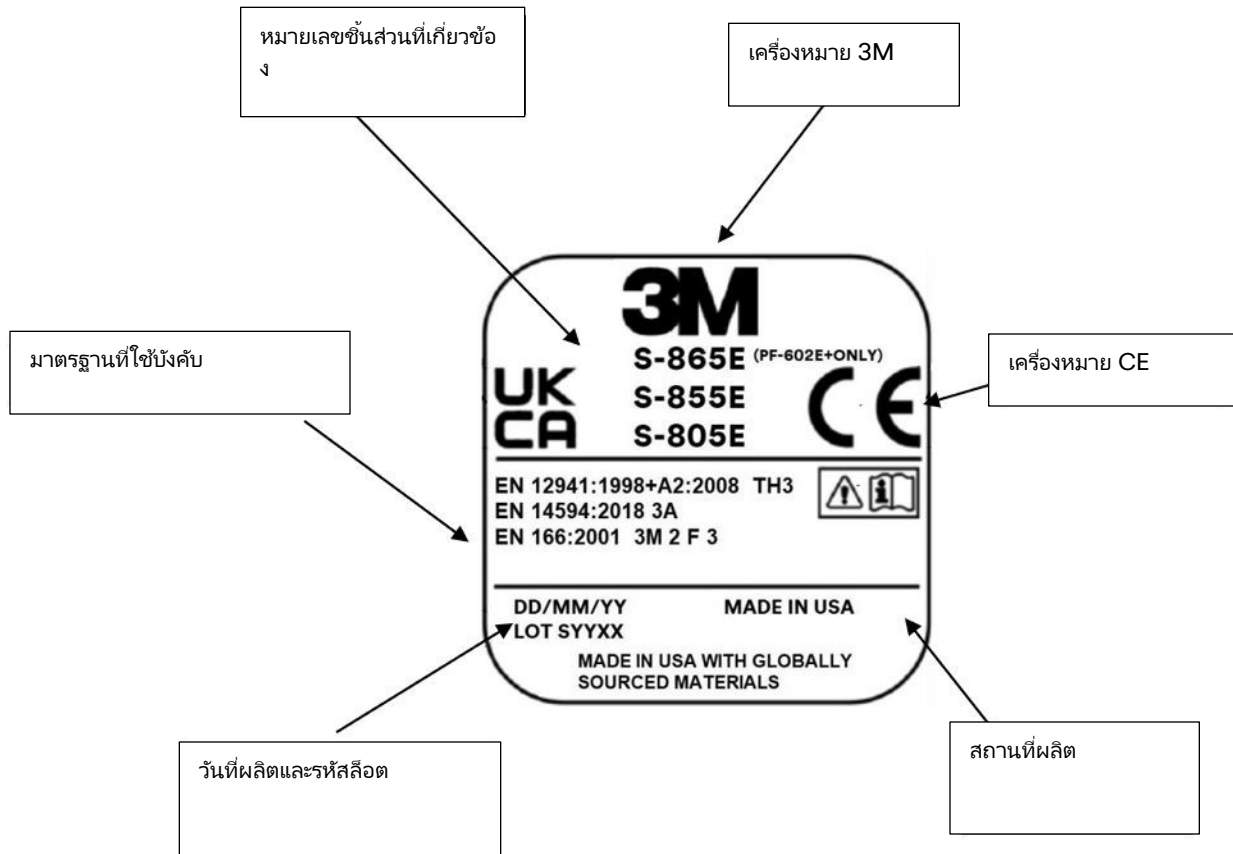 หมายเลขชิ้นส่วนที่เกี่ยวข้อ
ง
เครื่องหมาย 3M
มาตรฐานที่ใช้บังคับ
เครื่องหมาย CE
3M
S-865E (PF-602E+ONLY)
S-855E
S-805E
UK
CA
CE
EN 12941:1998+A2:2008 TH3
EN 14594:2018 3A
EN 166:2001 3M 2 F 3
DD/MM/YY MADE IN USA
LOT SYYXX
MADE IN USA WITH GLOBALLY
SOURCED MATERIALS
วันที่ผลิตและรหัสล็อต
สถานที่ผลิต